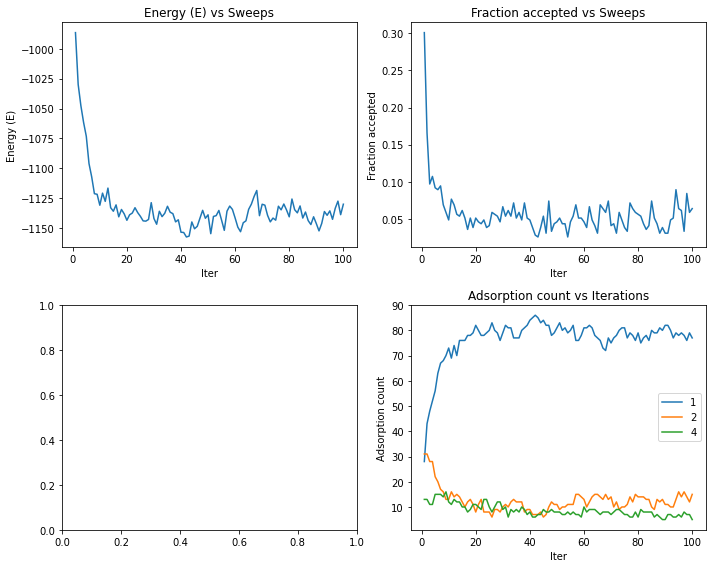 Energy (E) vs Sweeps
Energy (E)
−1000
−1025
−1050
−1075
−1100
−1125
−1150
0 20 40 60 80 100
Iter
Fraction accepted vs Sweeps
Fraction accepted
0.30
0.25
0.20
0.15
0.10
0.05
0 20 40 60 80 100
Iter
1.0
0.8
0.6
0.4
0.2
0.0
0.0 0.2 0.4 0.6 0.8 1.0
Adsorption count vs Iterations
Adsorption count
90
80
70
60
50
40
30
20
10
1
2
4
0 20 40 60 80 100
Iter